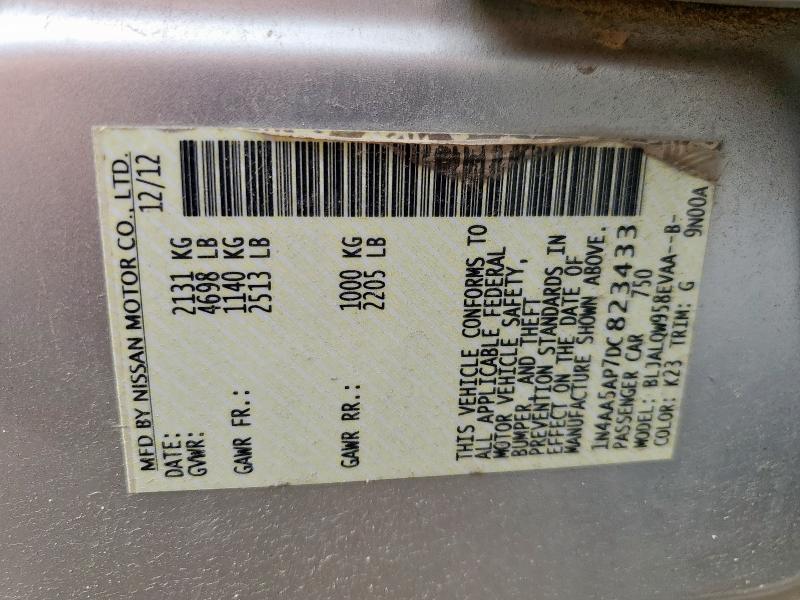 MFD BY NISSAN MOTOR CO., LTD.
DATE: 12/12
GVWR: 2131 KG
4698 LB
GAWR FR.: 1140 KG
2513 LB
GAWR RR.: 1000 KG
2205 LB
THIS VEHICLE CONFORMS TO
ALL APPLICABLE FEDERAL
MOTOR VEHICLE SAFETY,
BUMPER AND THEFT
PREVENTION STANDARDS IN
EFFECT ON THE DATE OF
MANUFACTURE SHOWN ABOVE.
1N4AA5AP7DC823433
PASSENGER CAR 750
MODEL: BLJALQW958EVAA--B-
COLOR: K23 TRIM: G 9N00A